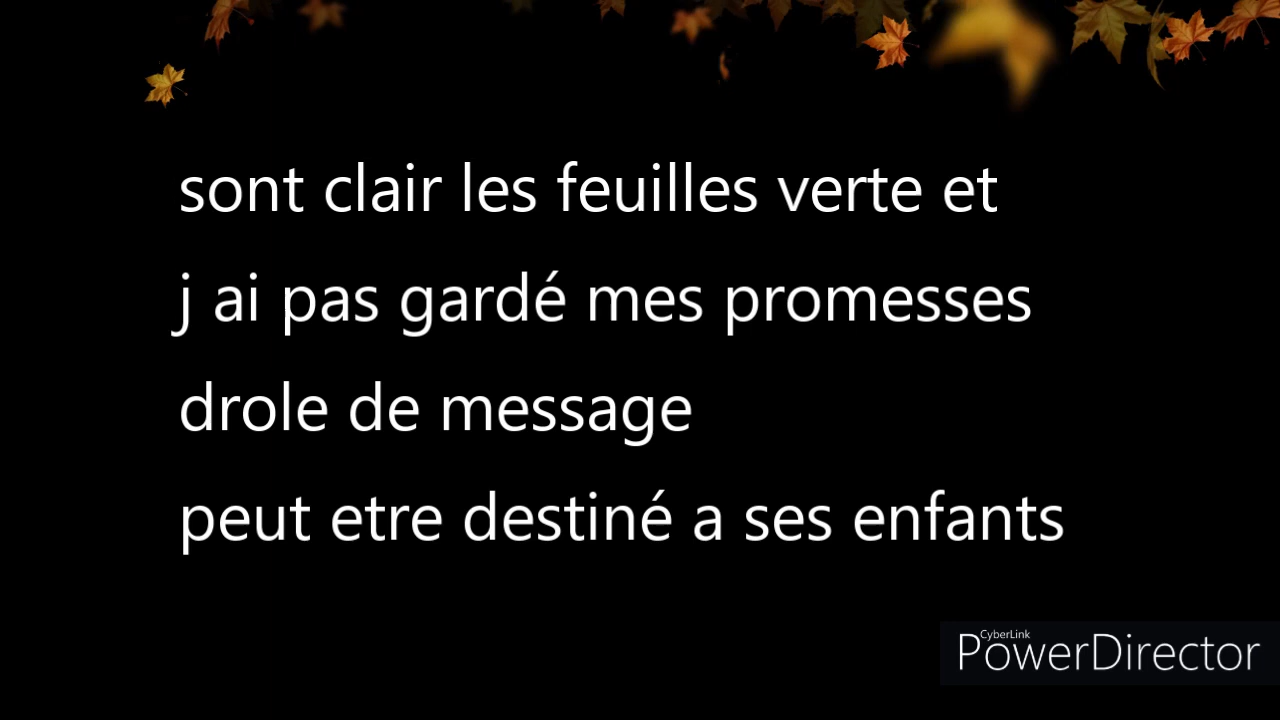 sont clair les feuilles verte et
j ai pas gardé mes promesses
drole de message
peut etre destiné a ses enfants
CyberLink
PowerDirector